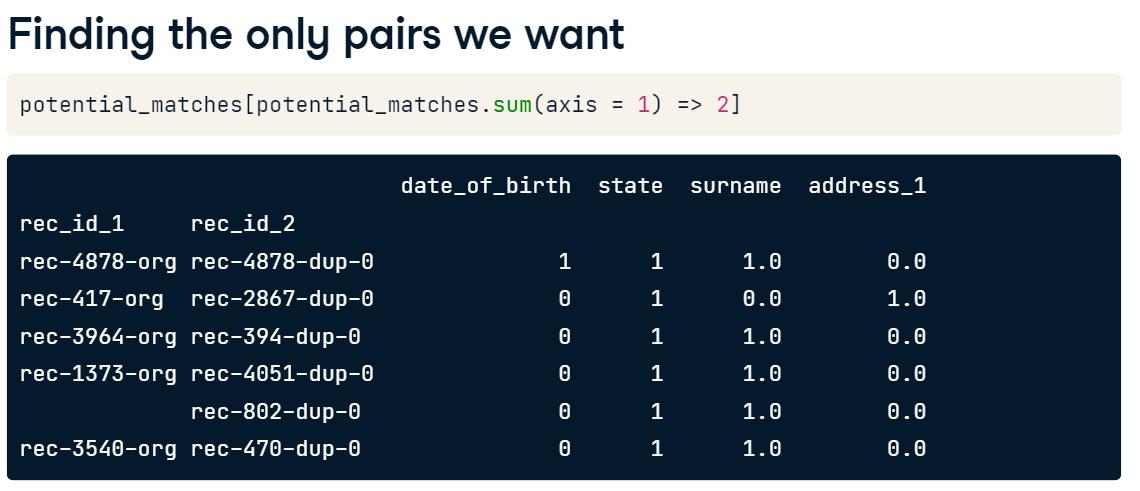 Finding the only pairs we want
potential_matches[potential_matches.sum(axis = 1) => 2]
date_of_birth state surname address_1
rec_id_1 rec_id_2
rec-4878-org rec-4878-dup-0 1 1 1.0 0.0
rec-417-org rec-2867-dup-0 0 1 0.0 1.0
rec-3964-org rec-394-dup-0 0 1 1.0 0.0
rec-1373-org rec-4051-dup-0 0 1 1.0 0.0
rec-802-dup-0 0 1 1.0 0.0
rec-3540-org rec-470-dup-0 0 1 1.0 0.0